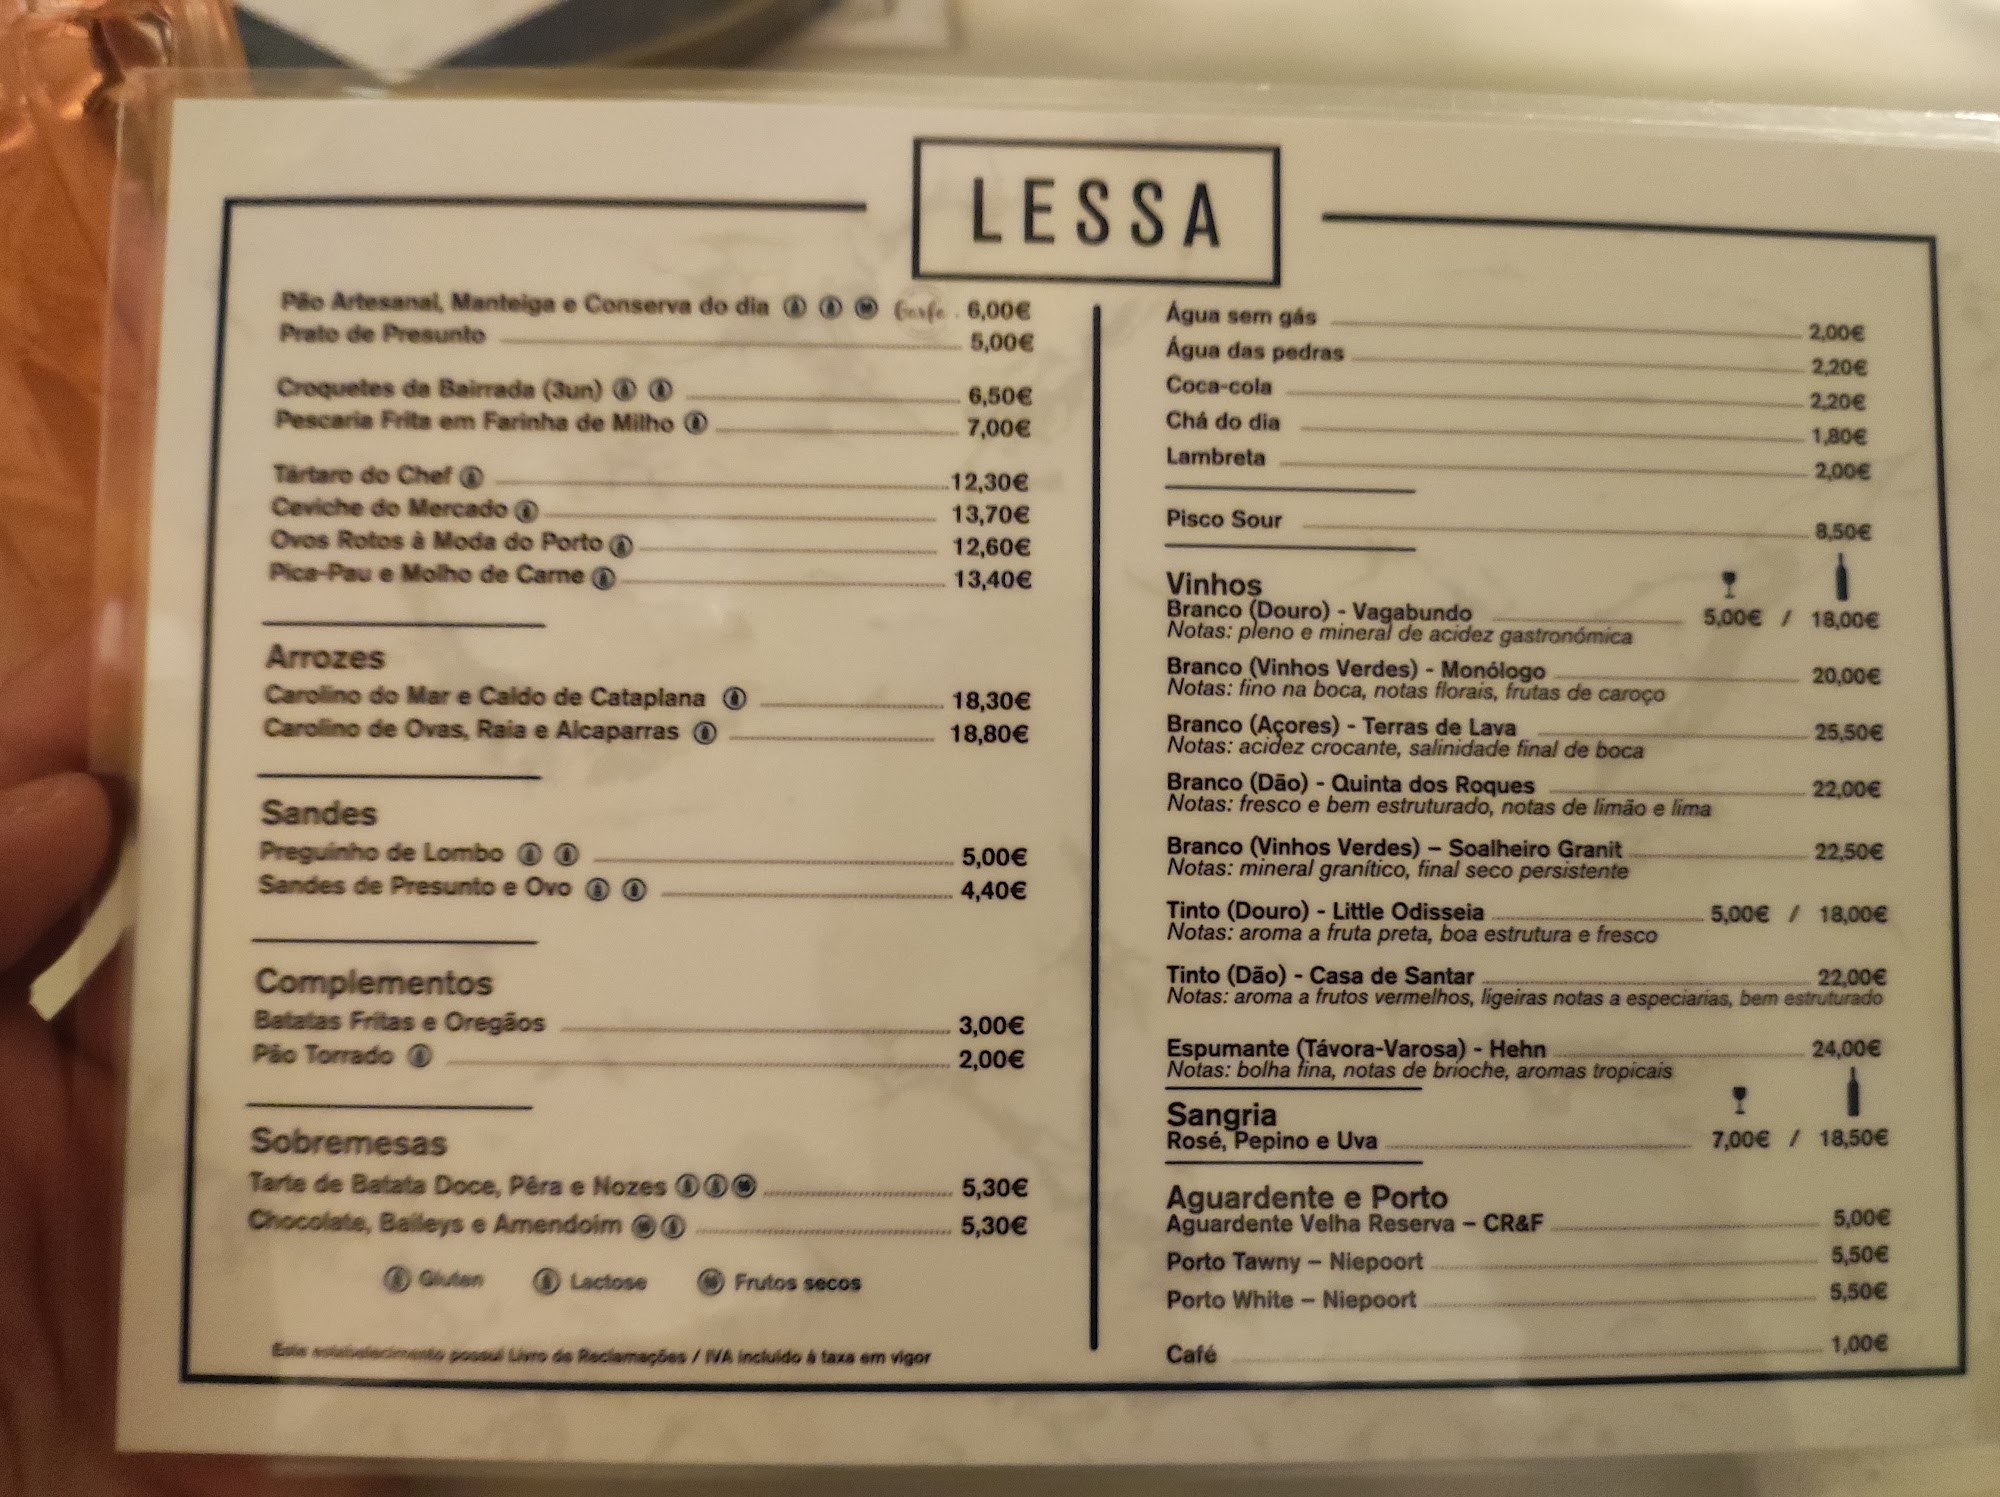 LESSA
Pão Artesanal, Manteiga e Conserva do dia 6,00€
Prato de Presunto 5,00€
Croquetes da Bairrada (3un) 6,50€
Pescaria Frita em Farinha de Milho 7,00€
Tártaro do Chef 12,30€
Ceviche do Mercado 13,70€
Ovos Rotos à Moda do Porto 12,60€
Pica-Pau e Molho de Carne 13,40€
Arrozes
Carolino do Mar e Caldo de Cataplana 18,30€
Carolino de Ovas, Raia e Alcaparras 18,80€
Sandes
Preguinho de Lombo 5,00€
Sandes de Presunto e Ovo 4,40€
Complementos
Batatas Fritas e Oregãos 3,00€
Pão Torrado 2,00€
Sobremesas
Tarte de Batata Doce, Pêra e Nozes 5,30€
Chocolate, Baileys e Amendoim 5,30€
Gluten Lactose Frutos secos
Este estabelecimento possui Livro de Reclamações / IVA incluído á taxa em vigor
Água sem gás 2,00€
Água das pedras 2,20€
Coca-cola 2,20€
Chá do dia 1,80€
Lambreta 2,00€
Pisco Sour 8,50€
Vinhos
Branco (Douro) - Vagabundo 5,00€ / 18,00€
Notas: pleno e mineral de acidez gastronómica
Branco (Vinhos Verdes) - Monólogo 20,00€
Notas: fino na boca, notas florais, frutas de caroço
Branco (Açores) - Terras de Lava 25,50€
Notas: acidez crocante, salinidade final de boca
Branco (Dão) - Quinta dos Roques 22,00€
Notas: fresco e bem estruturado, notas de limão e lima
Branco (Vinhos Verdes) – Soalheiro Granit 22,50€
Notas: mineral granítico, final seco persistente
Tinto (Douro) - Little Odisseia 5,00€ / 18,00€
Notas: aroma a fruta preta, boa estrutura e fresco
Tinto (Dão) - Casa de Santar 22,00€
Notas: aroma a frutos vermelhos, ligeiras notas a especiarias, bem estruturado
Espumante (Távora-Varosa) - Hehn 24,00€
Notas: bolha fina, notas de brioche, aromas tropicais
Sangria
Rosé, Pepino e Uva 7,00€ / 18,50€
Aguardente e Porto
Aguardente Velha Reserva – CR&F 5,00€
Porto Tawny – Niepoort 5,50€
Porto White – Niepoort 5,50€
Café 1,00€